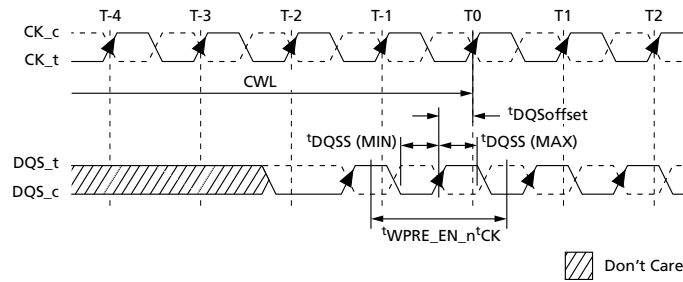 T-4 T-3 T-2 T-1 T0 T1 T2
CK_c
CK_t
CWL
tDQSoffset
tDQSS (MIN) tDQSS (MAX)
DQS_t
DQS_c
tWPRE_EN_ntCK
Don't Care